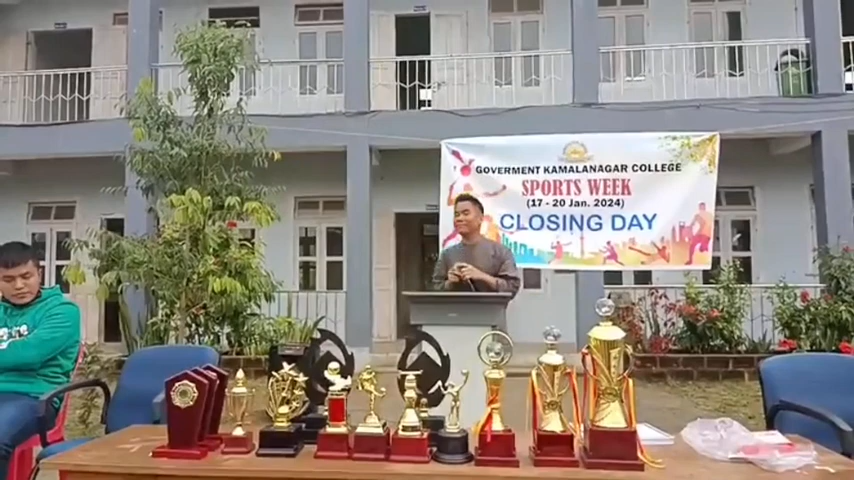 GOVERMENT KAMALANAGAR COLLEGE
SPORTS WEEK
(17 - 20 Jan. 2024)
CLOSING DAY